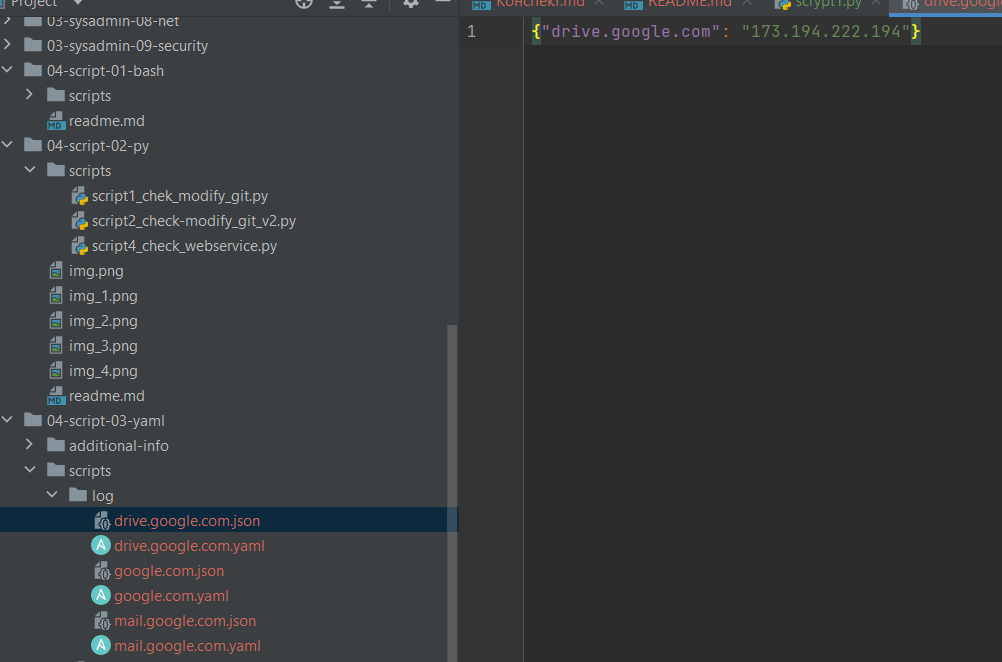 Project
KoHcheki.md
README.md
scrypt1.py
drive.googl
03-sysadmin-08-net
03-sysadmin-09-security
04-script-01-bash
scripts
readme.md
04-script-02-py
scripts
script1_chek_modify_git.py
script2_check-modify_git_v2.py
script4_check_webservice.py
img.png
img_1.png
img_2.png
img_3.png
img_4.png
readme.md
04-script-03-yaml
additional-info
scripts
log
drive.google.com.json
drive.google.com.yaml
google.com.json
google.com.yaml
mail.google.com.json
mail.google.com.yaml
1
{"drive.google.com": "173.194.222.194"}